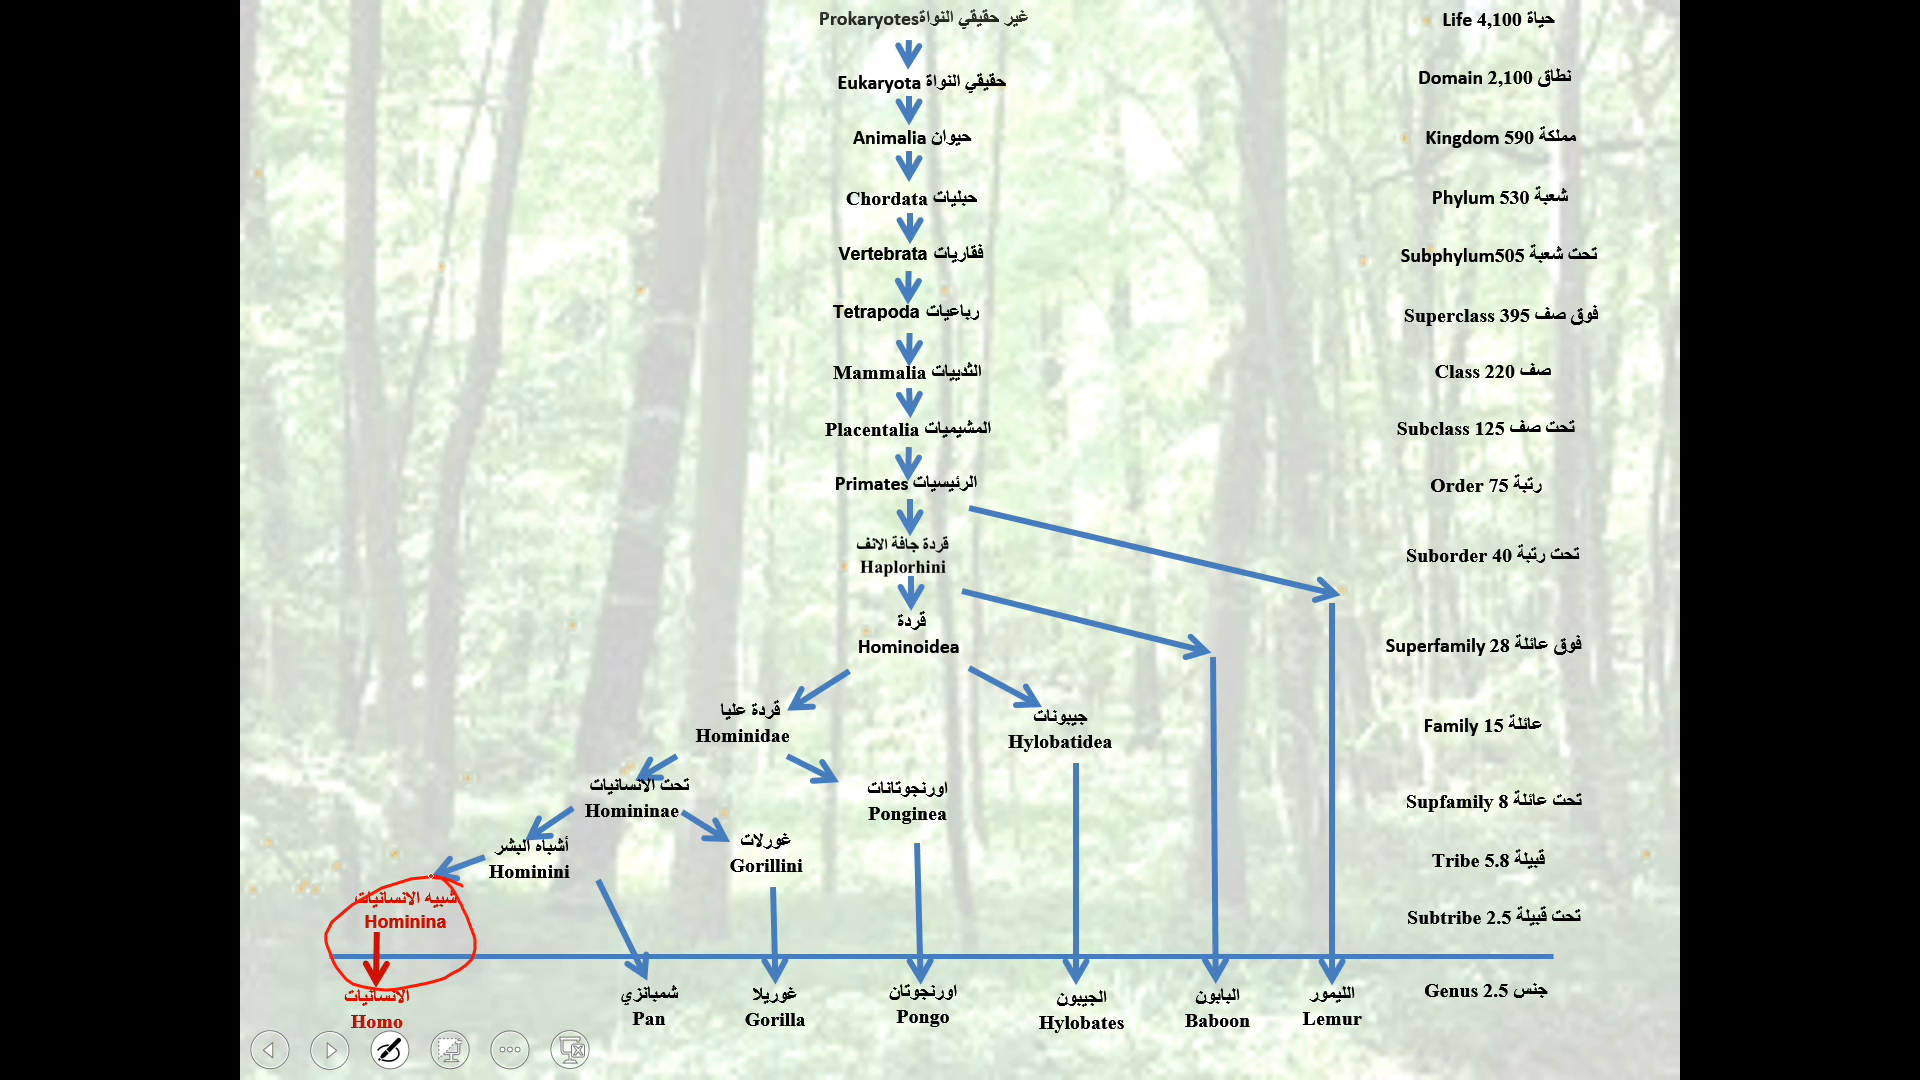 Prokaryotes غير حقيقي النواة
Life 4,100 حياة
Eukaryota حقيقي النواة
Domain 2,100 نطاق
Animalia حيوان
Kingdom 590 مملكة
Chordata حبليات
Phylum 530 شعبة
Vertebrata فقاريات
Subphylum505 تحت شعبة
Tetrapoda رباعيات
Superclass 395 فوق صف
Mammalia الثدييات
Class 220 صف
Placentalia المشيميات
Subclass 125 تحت صف
Primates الرئيسيات
Order 75 رتبة
قردة جافة الانف
Haplorhini
Suborder 40 تحت رتبة
قردة
Hominoidea
Superfamily 28 فوق عائلة
قردة عليا
Hominidae
جيبونات
Hylobatidea
Family 15 عائلة
تحت الانسانيات
Homininae
اورنجوتانات
Ponginea
Supfamily 8 تحت عائلة
أشباه البشر
Hominini
غورلات
Gorillini
Tribe 5.8 قبيلة
شبيه الانسانيات
Hominina
Subtribe 2.5 تحت قبيلة
الانسانيات
Homo
شمبانزي
Pan
غوريلا
Gorilla
اورنجوتان
Pongo
الجيبون
Hylobates
البابون
Baboon
الليمور
Lemur
Genus 2.5 جنس